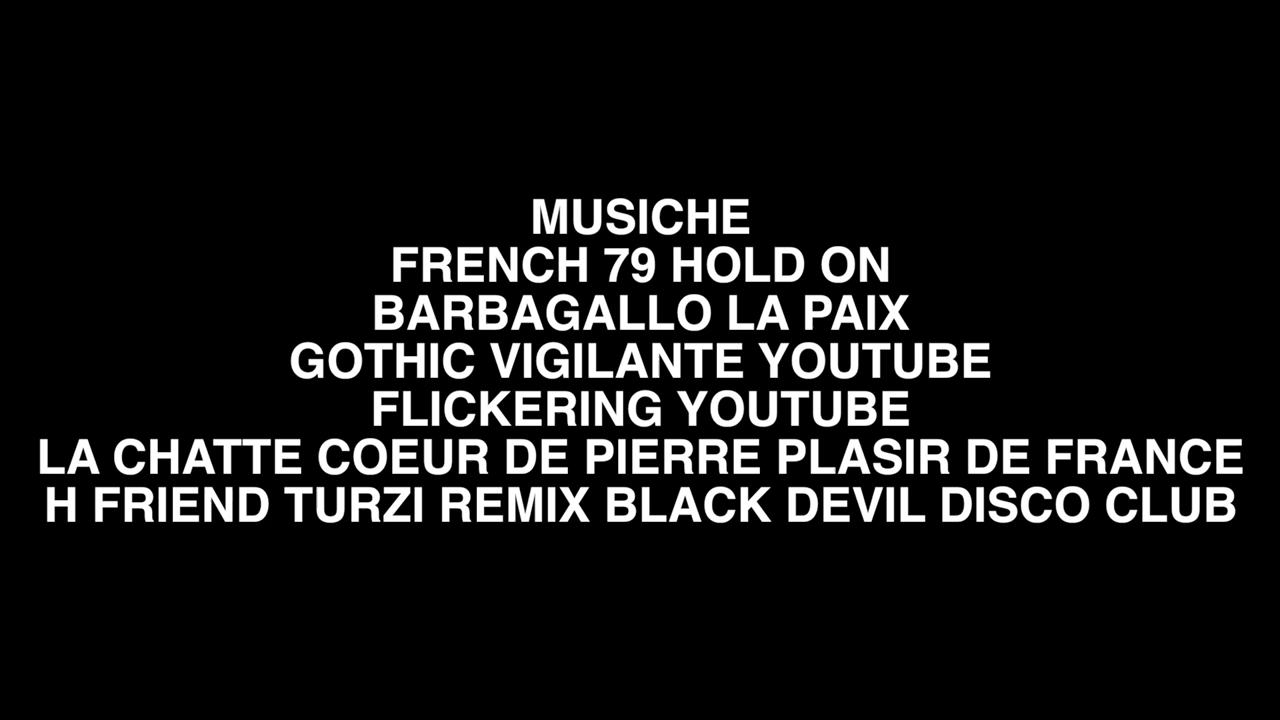 MUSICHE
FRENCH 79 HOLD ON
BARBAGALLO LA PAIX
GOTHIC VIGILANTE YOUTUBE
FLICKERING YOUTUBE
LA CHATTE COEUR DE PIERRE PLASIR DE FRANCE
H FRIEND TURZI REMIX BLACK DEVIL DISCO CLUB